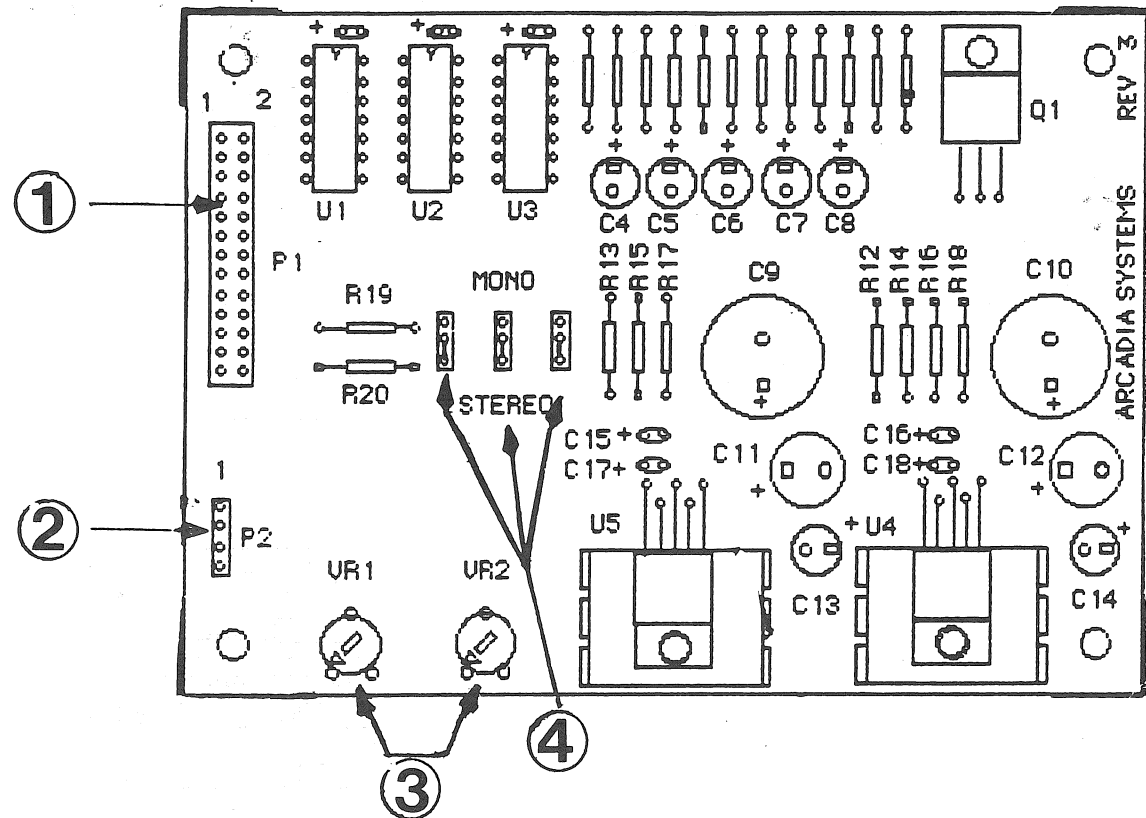 + + +
1 2
REV 3
Q1
1
U1 U2 U3
+ + + + +
C4 C5 C6 C7 C8
P1
ARCADIA SYSTEMS
MONO
R19
R20
STEREO
R13 R15 R17
C9
+
R12 R14 R16 R18
C10
+
C15 +
C17 +
C11
+
C16 +
C18 +
C12
+
1
2
P2
U5
+
U4
+
VR1 VR2
C13
C14
3
4